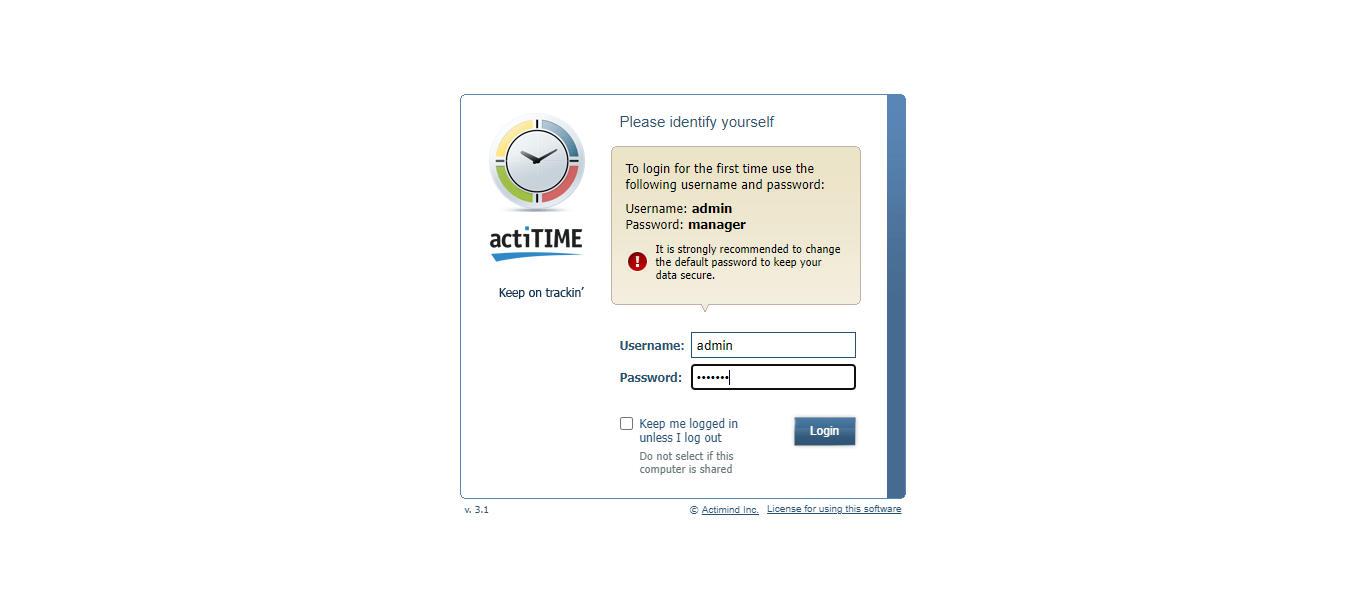 Please identify yourself
To login for the first time use the
following username and password:
Username: admin
Password: manager
It is strongly recommended to change
the default password to keep your
data secure.
actiTIME
Keep on trackin’
Username: admin
Password: •••••••
Keep me logged in
unless I log out
Login
Do not select if this
computer is shared
v. 3.1
© Actimind Inc. License for using this software